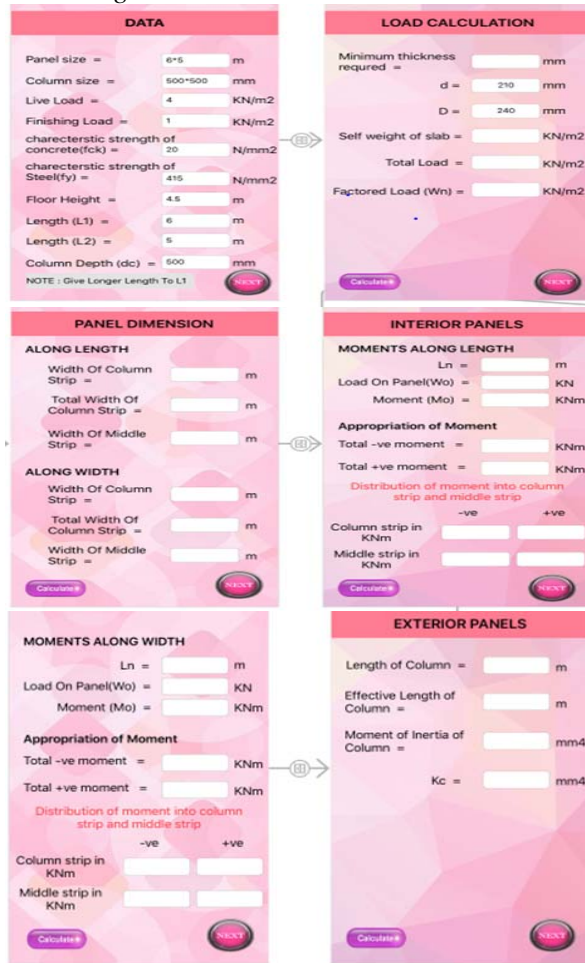 DATA
Panel size = 6*5 m
Column size = 500*500 mm
Live Load = 4 KN/m2
Finishing Load = 1 KN/m2
charecterstic strength of
concrete(fck) = 20 N/mm2
charecterstic strength of
Steel(fy) = 415 N/mm2
Floor Height = 4.5 m
Length (L1) = 6 m
Length (L2) = 5 m
Column Depth (dc) = 500 mm
NOTE : Give Longer Length To L1
NEXT
LOAD CALCULATION
Minimum thickness
requred = mm
d = 210 mm
D = 240 mm
Self weight of slab = KN/m2
Total Load = KN/m2
Factored Load (Wn) = KN/m2
Calculate
NEXT
PANEL DIMENSION
ALONG LENGTH
Width Of Column
Strip = m
Total Width Of
Column Strip = m
Width Of Middle
Strip = m
ALONG WIDTH
Width Of Column
Strip = m
Total Width Of
Column Strip = m
Width Of Middle
Strip = m
Calculate
NEXT
INTERIOR PANELS
MOMENTS ALONG LENGTH
Ln = m
Load On Panel(Wo) = KN
Moment (Mo) = KNm
Appropriation of Moment
Total -ve moment = KNm
Total +ve moment = KNm
Distribution of moment into column
strip and middle strip
-ve +ve
Column strip in
KNm
Middle strip in
KNm
Calculate
NEXT
MOMENTS ALONG WIDTH
Ln = m
Load On Panel(Wo) = KN
Moment (Mo) = KNm
Appropriation of Moment
Total -ve moment = KNm
Total +ve moment = KNm
Distribution of moment into column
strip and middle strip
-ve +ve
Column strip in
KNm
Middle strip in
KNm
Calculate
NEXT
EXTERIOR PANELS
Length of Column = m
Effective Length of
Column = m
Moment of Inertia of
Column = mm4
Kc = mm4
Calculate
NEXT